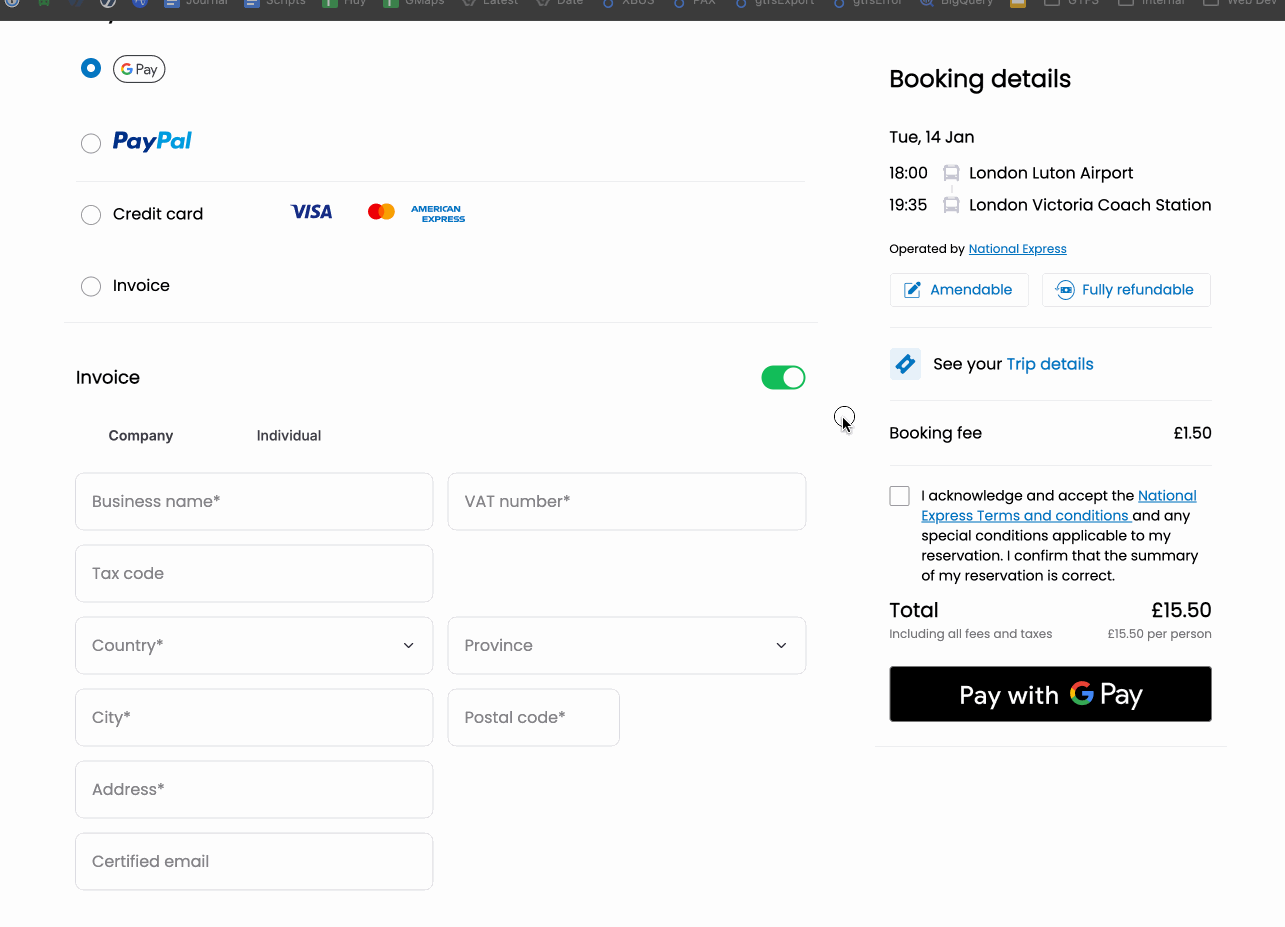 Journal Scripts Huy GMaps Latest Date XBUS PAX gtfsExport gtfsError BigQuery GTFS Internal Web Dev
G Pay
PayPal
Credit card VISA AMERICAN EXPRESS
Invoice
Invoice
Company Individual
Business name* VAT number*
Tax code
Country* Province
City* Postal code*
Address*
Certified email
Booking details
Tue, 14 Jan
18:00 London Luton Airport
19:35 London Victoria Coach Station
Operated by National Express
Amendable Fully refundable
See your Trip details
Booking fee £1.50
I acknowledge and accept the National
Express Terms and conditions and any
special conditions applicable to my
reservation. I confirm that the summary
of my reservation is correct.
Total £15.50
Including all fees and taxes £15.50 per person
Pay with G Pay